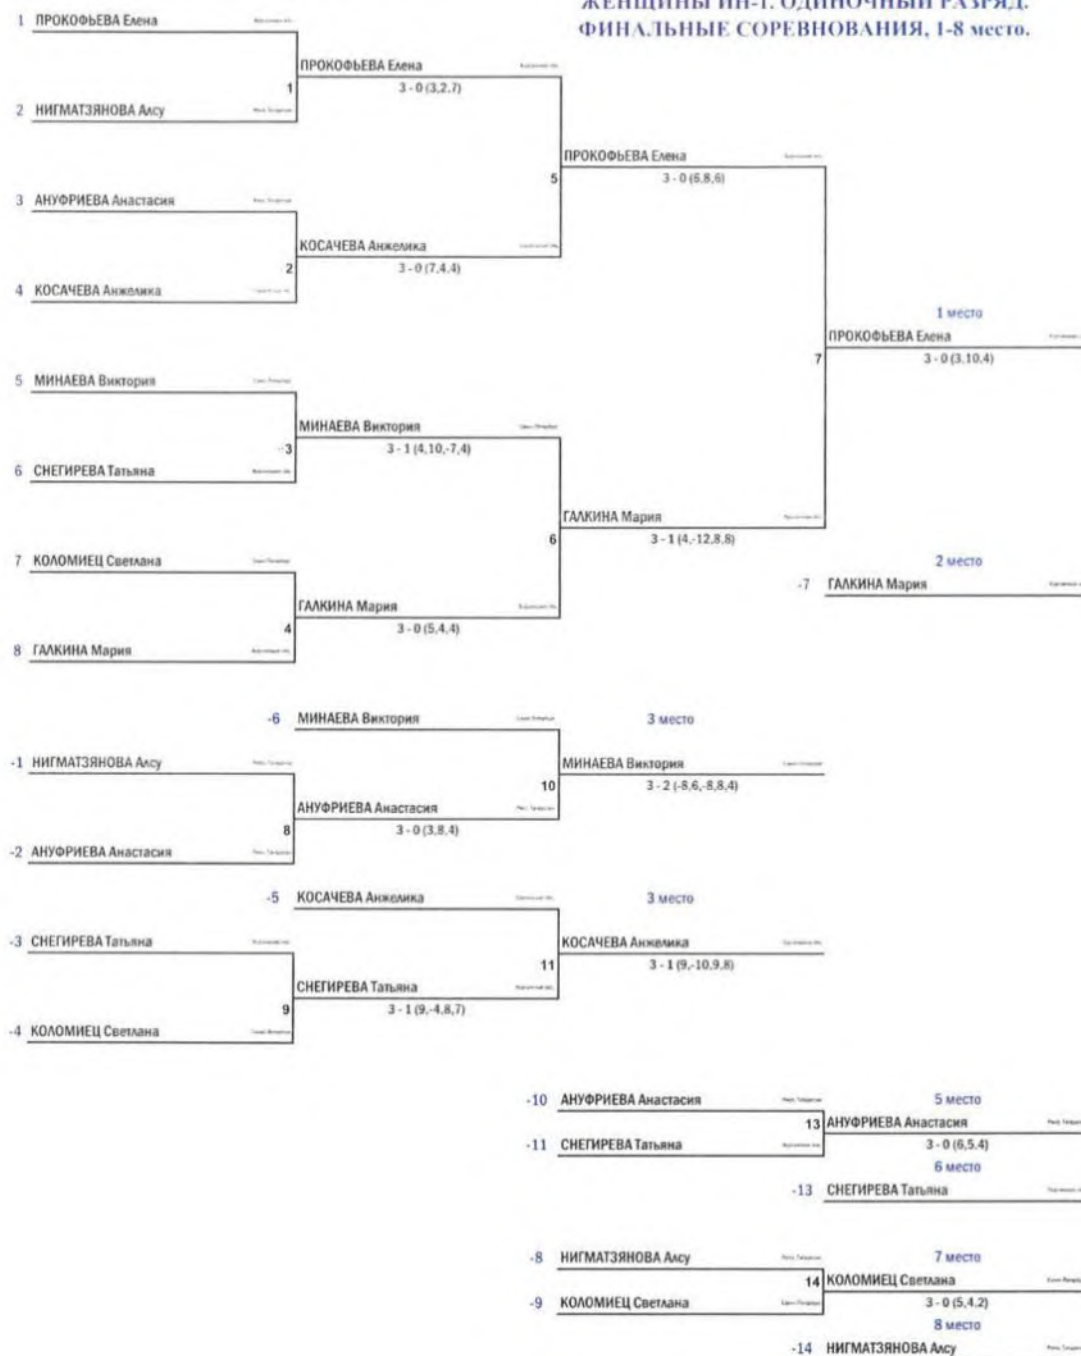 ЖЕНЩИНЫ ИН-1. ОДИНОЧНЫЙ РАЗРЯД.
ФИНАЛЬНЫЕ СОРЕВНОВАНИЯ, 1-8 место.
1 ПРОКОФЬЕВА Елена
ПРОКОФЬЕВА Елена
1 3 - 0 (3,2,7)
2 НИГМАТЗЯНОВА Алсу
ПРОКОФЬЕВА Елена
5 3 - 0 (6,8,6)
3 АНУФРИЕВА Анастасия
КОСАЧЕВА Анжелика
2 3 - 0 (7,4,4)
4 КОСАЧЕВА Анжелика
1 место
ПРОКОФЬЕВА Елена
7 3 - 0 (3,10,4)
5 МИНАЕВА Виктория
МИНАЕВА Виктория
3 3 - 1 (4,10,-7,4)
6 СНЕГИРЕВА Татьяна
ГАЛКИНА Мария
6 3 - 1 (4,-12,8,8)
7 КОЛОМИЕЦ Светлана
2 место
-7 ГАЛКИНА Мария
ГАЛКИНА Мария
4 3 - 0 (5,4,4)
8 ГАЛКИНА Мария
-6 МИНАЕВА Виктория 3 место
-1 НИГМАТЗЯНОВА Алсу МИНАЕВА Виктория
10 3 - 2 (-8,6,-8,8,4)
АНУФРИЕВА Анастасия
8 3 - 0 (3,8,4)
-2 АНУФРИЕВА Анастасия
-5 КОСАЧЕВА Анжелика 3 место
-3 СНЕГИРЕВА Татьяна КОСАЧЕВА Анжелика
11 3 - 1 (9,-10,9,8)
СНЕГИРЕВА Татьяна
9 3 - 1 (9,-4,8,7)
-4 КОЛОМИЕЦ Светлана
-10 АНУФРИЕВА Анастасия 5 место
13 АНУФРИЕВА Анастасия
-11 СНЕГИРЕВА Татьяна 3 - 0 (6,5,4)
6 место
-13 СНЕГИРЕВА Татьяна
-8 НИГМАТЗЯНОВА Алсу 7 место
14 КОЛОМИЕЦ Светлана
-9 КОЛОМИЕЦ Светлана 3 - 0 (5,4,2)
8 место
-14 НИГМАТЗЯНОВА Алсу